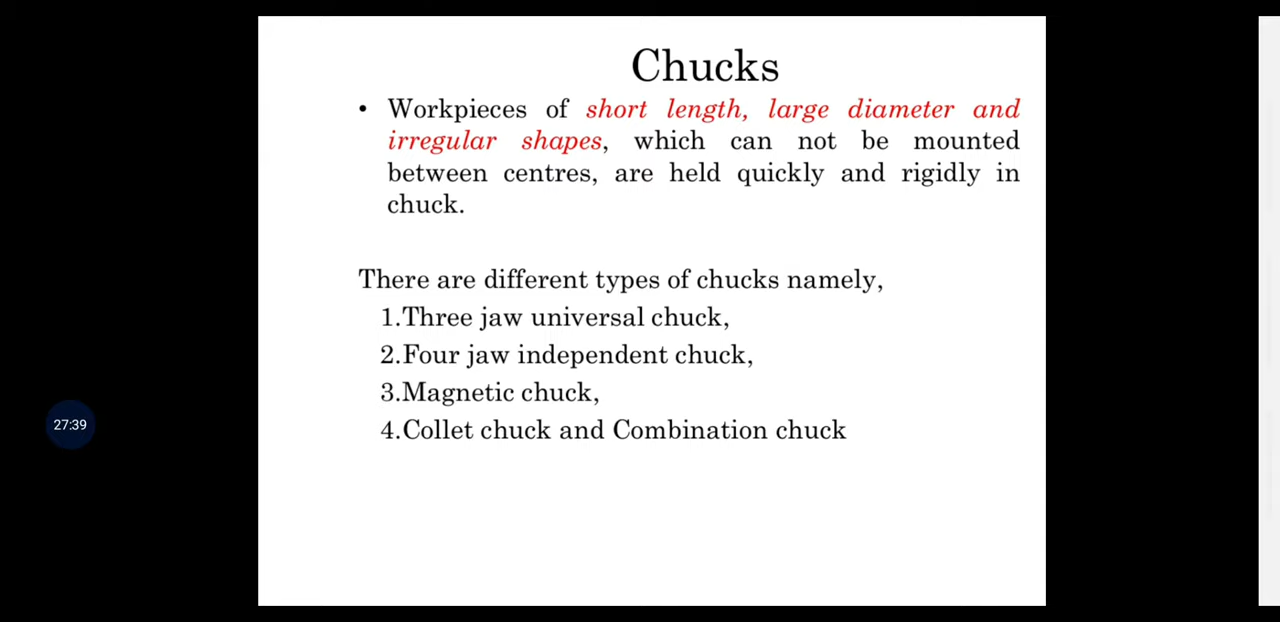 Chucks
• Workpieces of short length, large diameter and
irregular shapes, which can not be mounted
between centres, are held quickly and rigidly in
chuck.
There are different types of chucks namely,
1.Three jaw universal chuck,
2.Four jaw independent chuck,
3.Magnetic chuck,
4.Collet chuck and Combination chuck
27:39